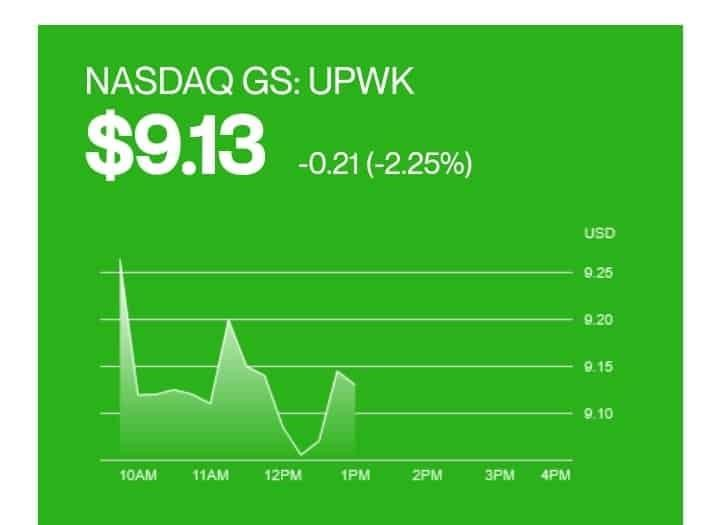 NASDAQ GS: UPWK
$9.13 -0.21 (-2.25%)
USD
9.25
9.20
9.15
9.10
10AM 11AM 12PM 1PM 2PM 3PM 4PM